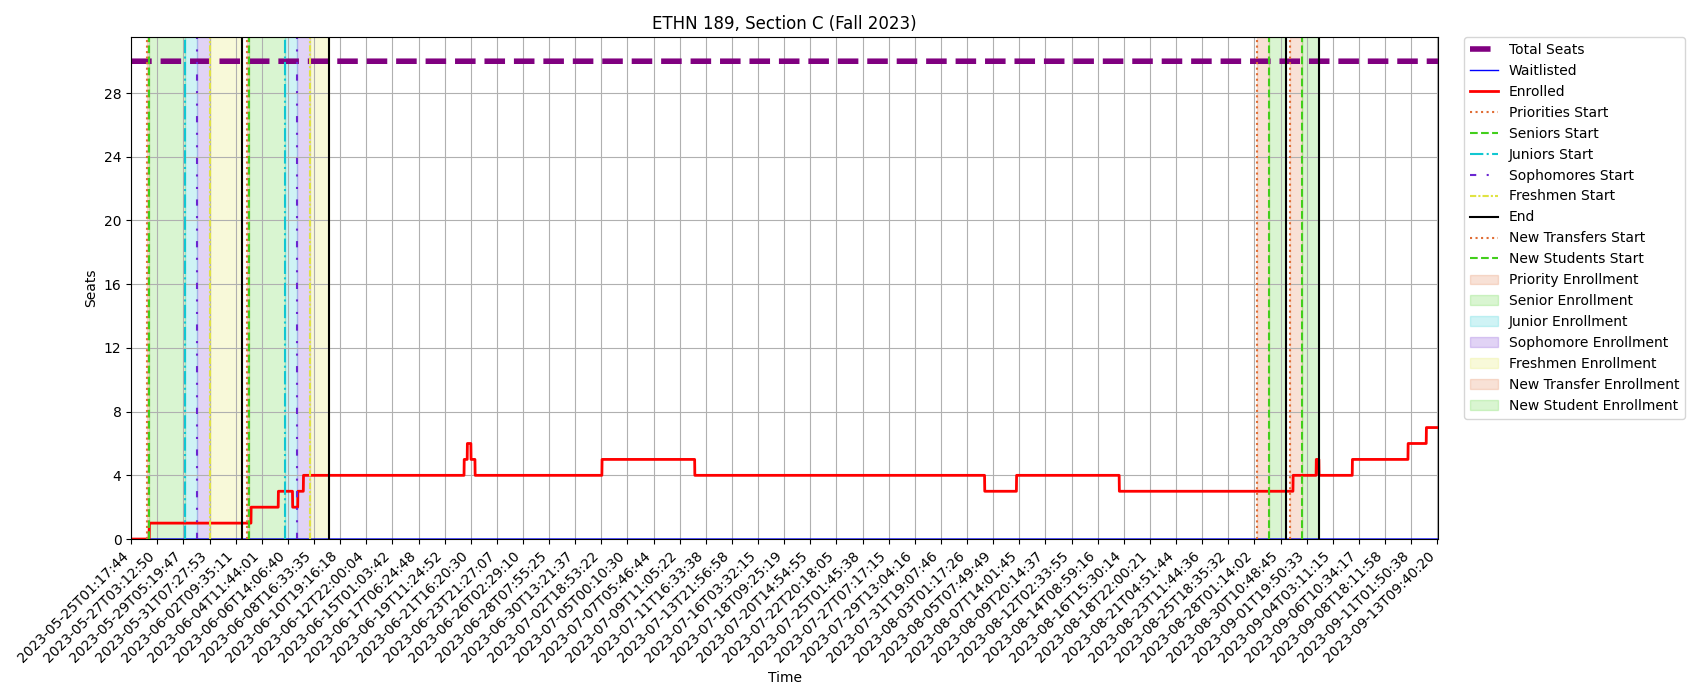 ETHN 189, Section C (Fall 2023)
Seats
28
24
20
16
12
8
4
0
2023-05-25T01:17:44
2023-05-27T03:12:50
2023-05-29T05:19:47
2023-05-31T07:27:53
2023-06-02T09:35:11
2023-06-04T11:44:01
2023-06-06T14:06:40
2023-06-08T16:33:35
2023-06-10T19:16:18
2023-06-12T22:00:04
2023-06-15T01:03:42
2023-06-17T06:24:48
2023-06-19T11:24:52
2023-06-21T16:20:30
2023-06-23T21:27:07
2023-06-26T02:29:10
2023-06-28T07:55:25
2023-06-30T13:21:37
2023-07-02T18:53:22
2023-07-05T00:10:30
2023-07-07T05:46:44
2023-07-09T11:05:22
2023-07-11T16:33:38
2023-07-13T21:56:58
2023-07-16T03:32:15
2023-07-18T09:25:19
2023-07-20T14:54:55
2023-07-22T20:18:05
2023-07-25T01:45:38
2023-07-27T07:17:15
2023-07-29T13:04:16
2023-07-31T19:07:46
2023-08-03T01:17:26
2023-08-05T07:49:49
2023-08-07T14:01:45
2023-08-09T20:14:37
2023-08-12T02:33:55
2023-08-14T08:59:16
2023-08-16T15:30:14
2023-08-18T22:00:21
2023-08-21T04:51:44
2023-08-23T11:44:36
2023-08-25T18:35:32
2023-08-28T01:14:02
2023-08-30T10:48:45
2023-09-01T19:50:33
2023-09-04T03:11:15
2023-09-06T10:34:17
2023-09-08T18:11:58
2023-09-11T01:50:38
2023-09-13T09:40:20
Time
Total Seats
Waitlisted
Enrolled
Priorities Start
Seniors Start
Juniors Start
Sophomores Start
Freshmen Start
End
New Transfers Start
New Students Start
Priority Enrollment
Senior Enrollment
Junior Enrollment
Sophomore Enrollment
Freshmen Enrollment
New Transfer Enrollment
New Student Enrollment